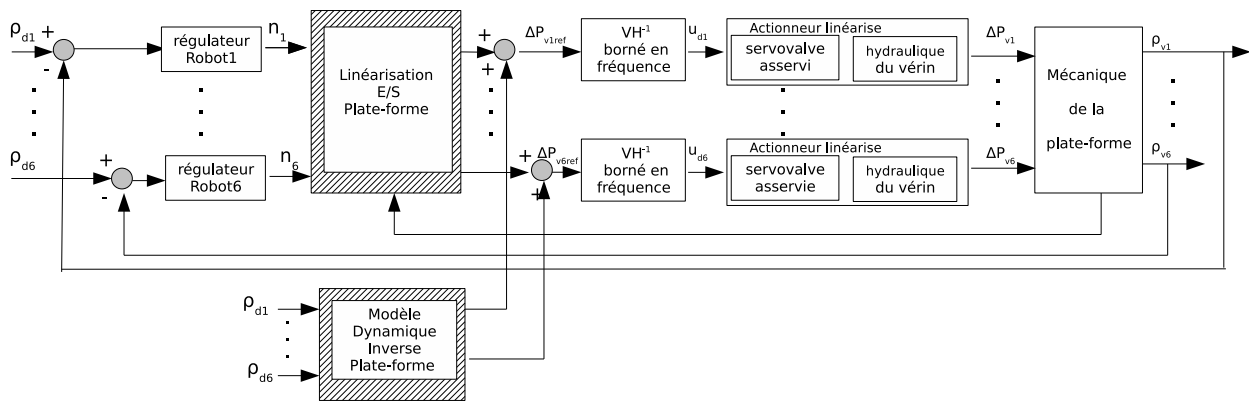 ρd1
+
-
régulateur
Robot1
n1
Linéarisation
E/S
Plate-forme
+
+
ΔPv1ref
VH-1
borné en
fréquence
ud1
Actionneur linéarise
servovalve
asservi
hydraulique
du vérin
ΔPv1
Mécanique
de la
plate-forme
ρv1
ρd6
+
-
régulateur
Robot6
n6
+
+
ΔPv6ref
VH-1
borné en
fréquence
ud6
Actionneur linéarise
servovalve
asservie
hydraulique
du vérin
ΔPv6
ρv6
ρd1
ρd6
Modèle
Dynamique
Inverse
Plate-forme